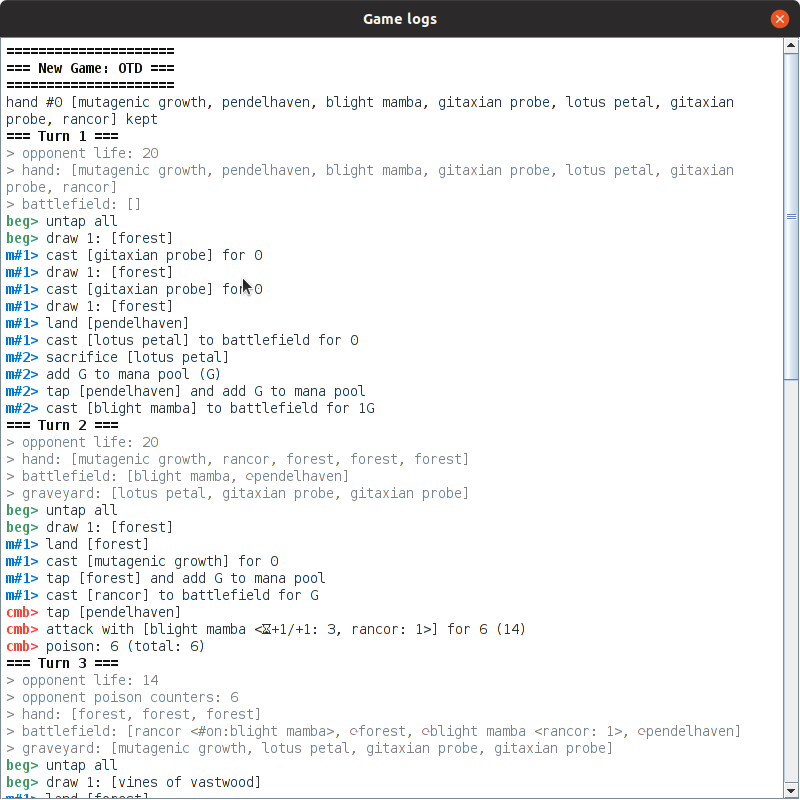 Game logs
=====================
=== New Game: OTD ===
=====================
hand #0 [mutagenic growth, pendelhaven, blight mamba, gitaxian probe, lotus petal, gitaxian
probe, rancor] kept
=== Turn 1 ===
> opponent life: 20
> hand: [mutagenic growth, pendelhaven, blight mamba, gitaxian probe, lotus petal, gitaxian
probe, rancor]
> battlefield: []
beg> untap all
beg> draw 1: [forest]
m#1> cast [gitaxian probe] for 0
m#1> draw 1: [forest]
m#1> cast [gitaxian probe] for 0
m#1> draw 1: [forest]
m#1> land [pendelhaven]
m#1> cast [lotus petal] to battlefield for 0
m#2> sacrifice [lotus petal]
m#2> add G to mana pool (G)
m#2> tap [pendelhaven] and add G to mana pool
m#2> cast [blight mamba] to battlefield for 1G
=== Turn 2 ===
> opponent life: 20
> hand: [mutagenic growth, rancor, forest, forest, forest]
> battlefield: [blight mamba, ⟳pendelhaven]
> graveyard: [lotus petal, gitaxian probe, gitaxian probe]
beg> untap all
beg> draw 1: [forest]
m#1> land [forest]
m#1> cast [mutagenic growth] for 0
m#1> tap [forest] and add G to mana pool
m#1> cast [rancor] to battlefield for G
cmb> tap [pendelhaven]
cmb> attack with [blight mamba <⌛+1/+1: 3, rancor: 1>] for 6 (14)
cmb> poison: 6 (total: 6)
=== Turn 3 ===
> opponent life: 14
> opponent poison counters: 6
> hand: [forest, forest, forest]
> battlefield: [rancor <#on:blight mamba>, ⟳forest, ⟳blight mamba <rancor: 1>, ⟳pendelhaven]
> graveyard: [mutagenic growth, lotus petal, gitaxian probe, gitaxian probe]
beg> untap all
beg> draw 1: [vines of vastwood]
m#1> land [forest]